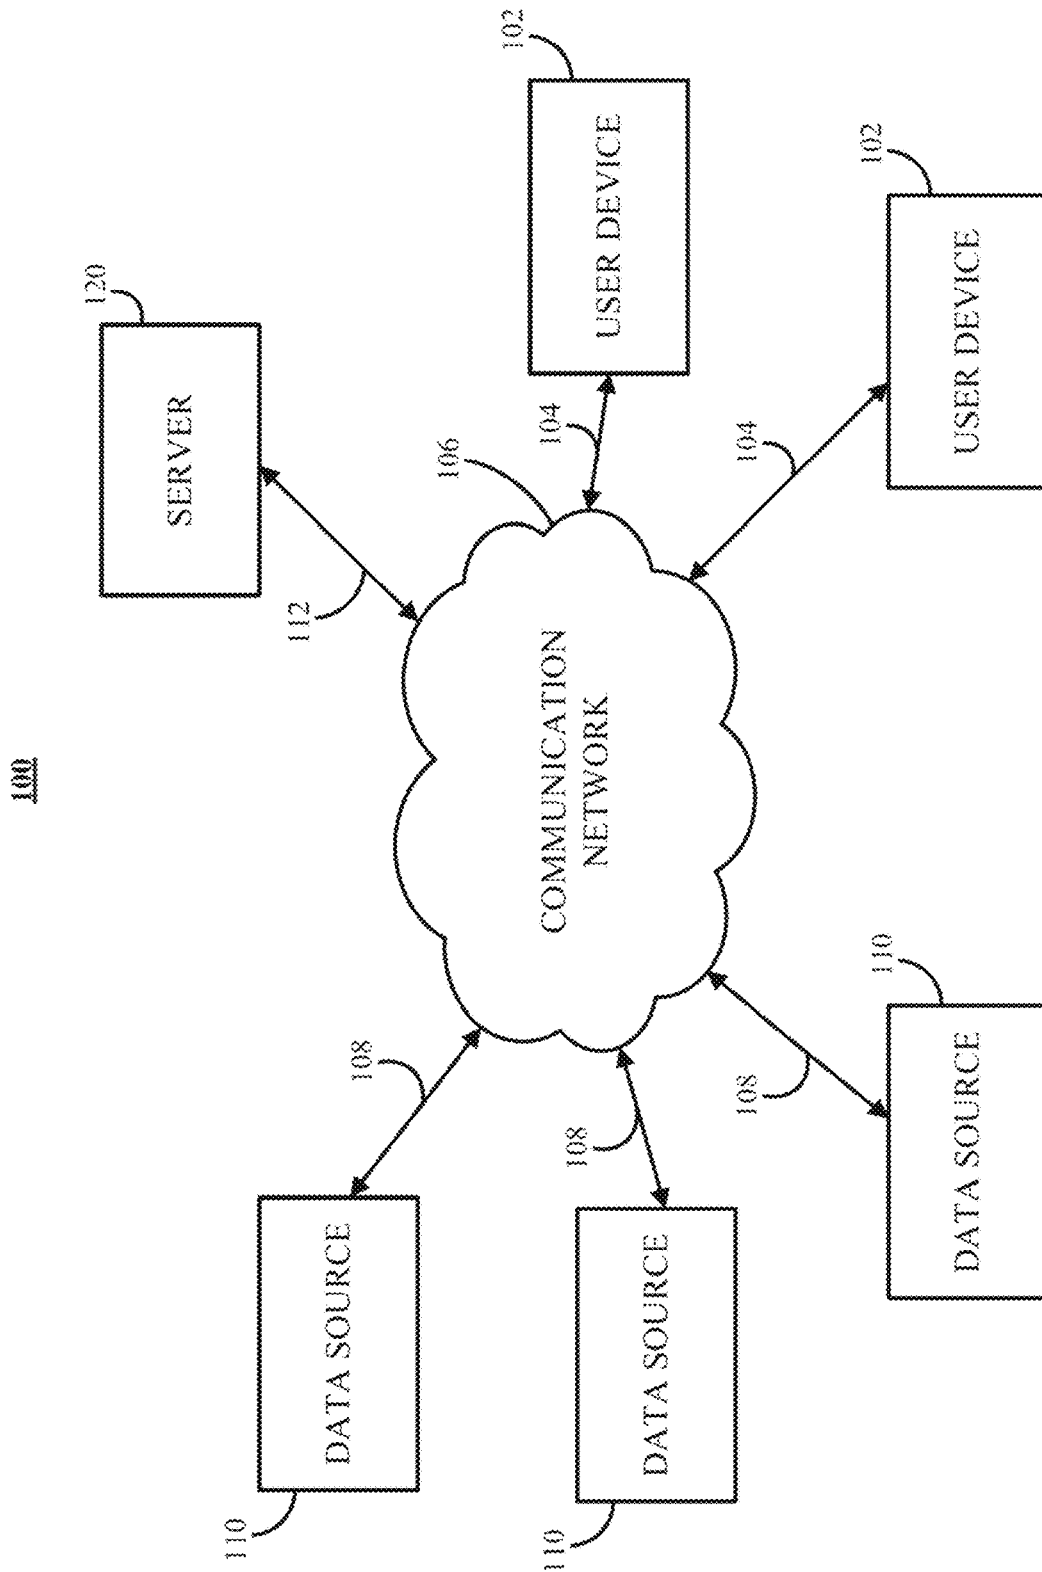 100
SERVER
120
112
106
USER DEVICE
102
104
USER DEVICE
102
104
COMMUNICATION
NETWORK
DATA SOURCE
110
108
DATA SOURCE
110
108
DATA SOURCE
110
108